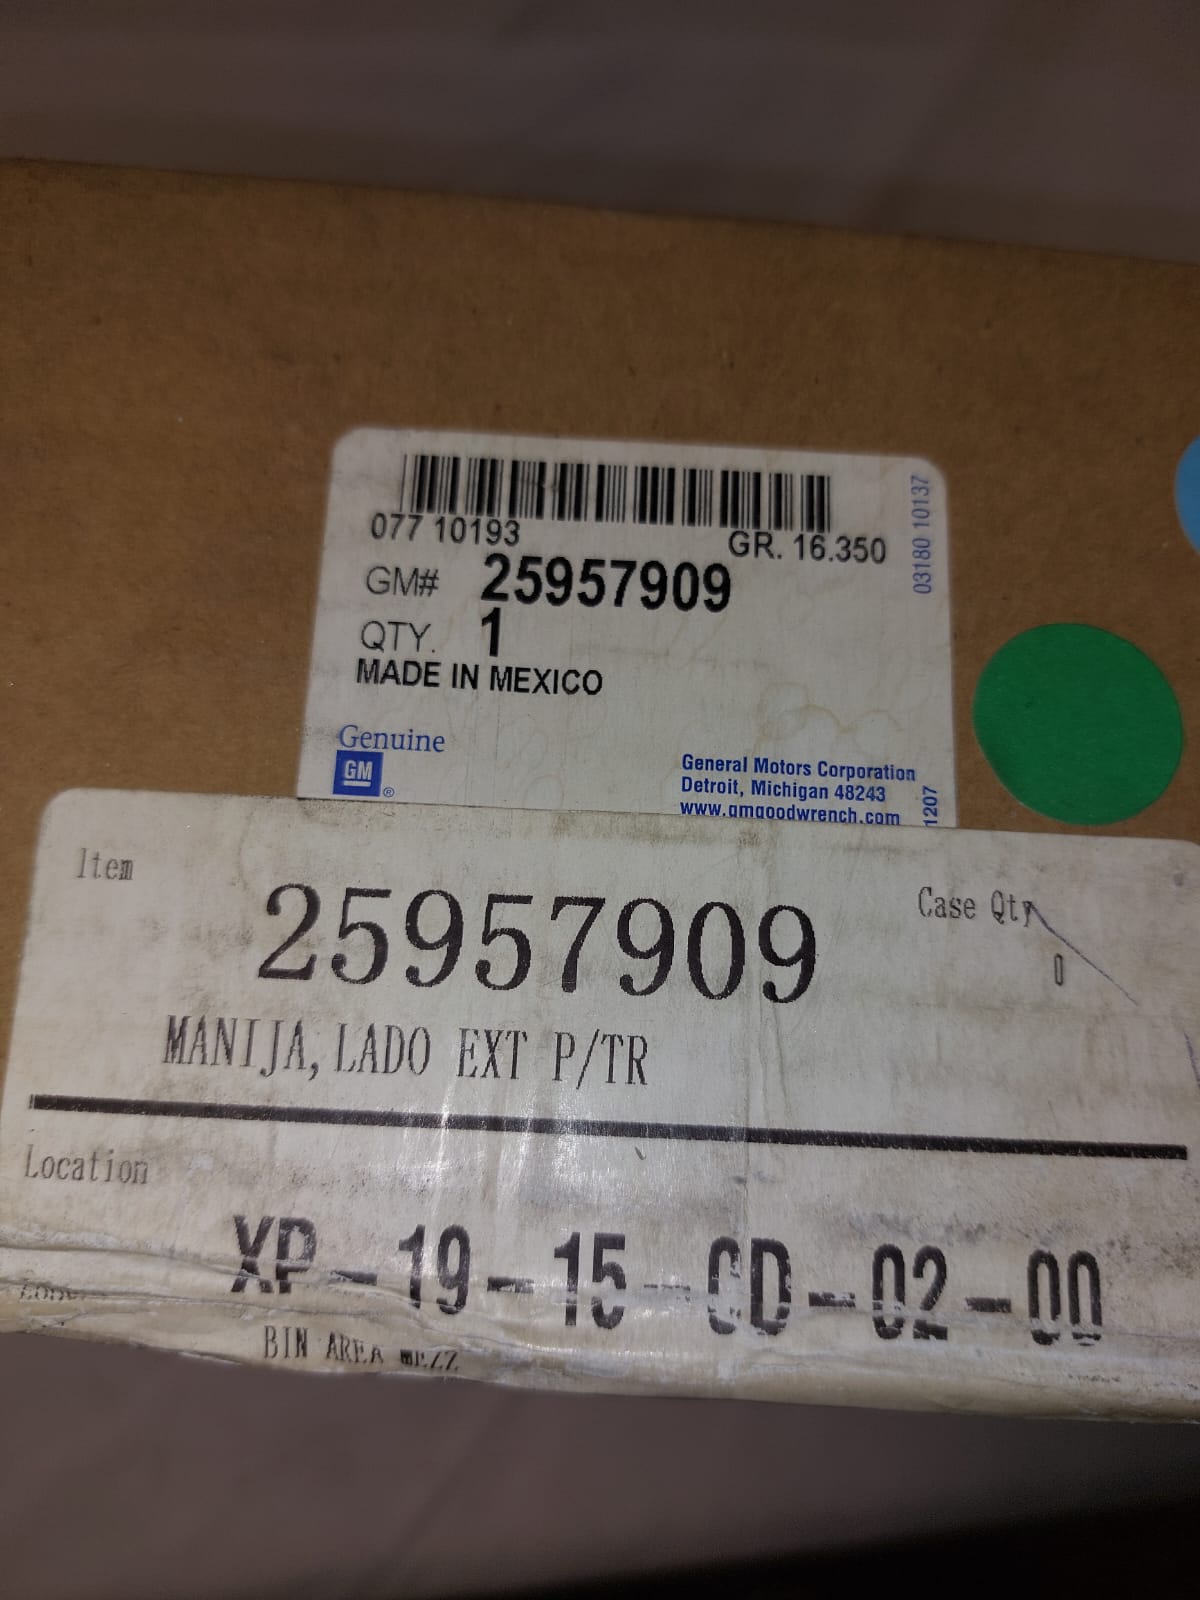 077 10193
GR. 16.350
GM# 25957909
QTY. 1
MADE IN MEXICO
03180 10137
Genuine
GM
®
General Motors Corporation
Detroit, Michigan 48243
www.gmgoodwrench.com
1207
Item
25957909
Case Qty
0
MANIJA, LADO EXT P/TR
Location
XP-19-15-0D-02-00
BIN AREA